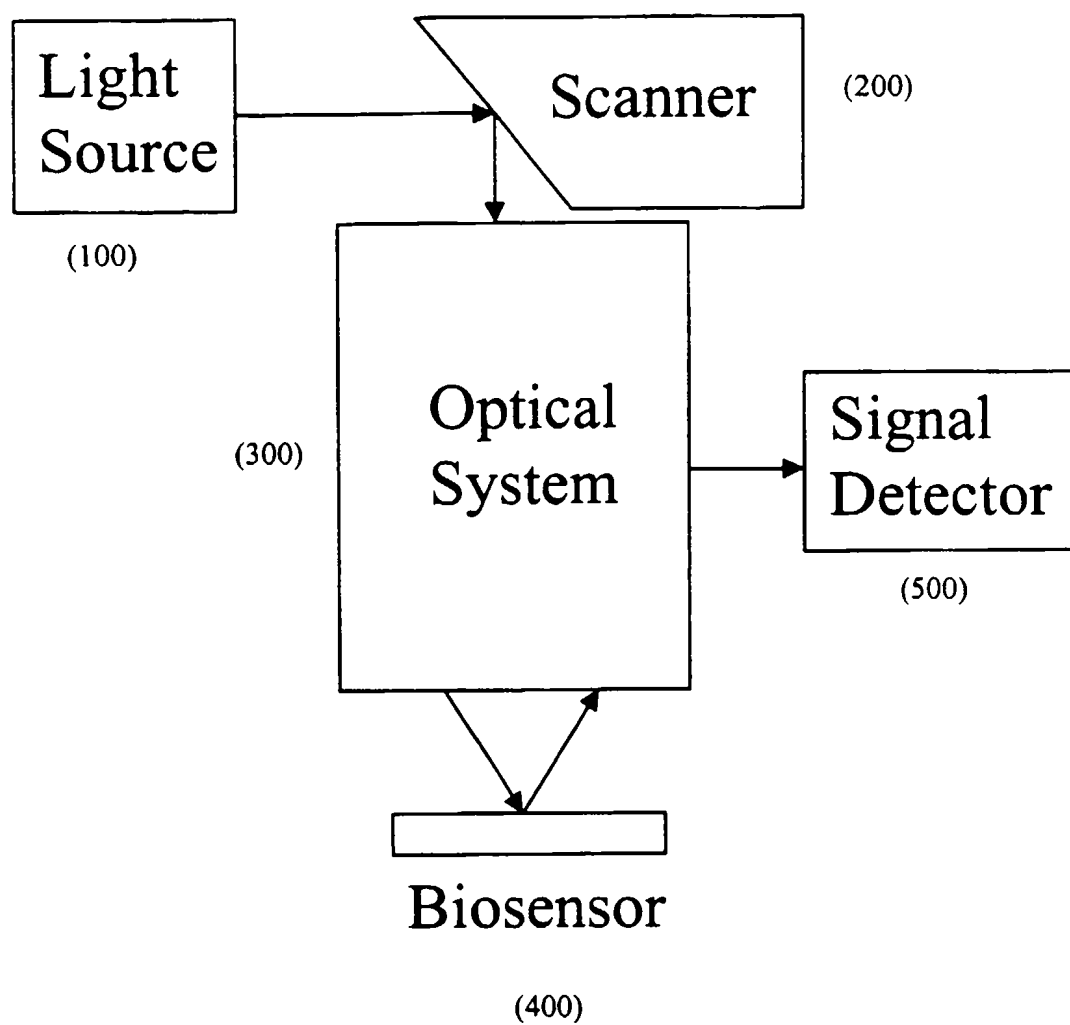 Light
Source
(100)
Scanner
(200)
Optical
System
(300)
Signal
Detector
(500)
Biosensor
(400)